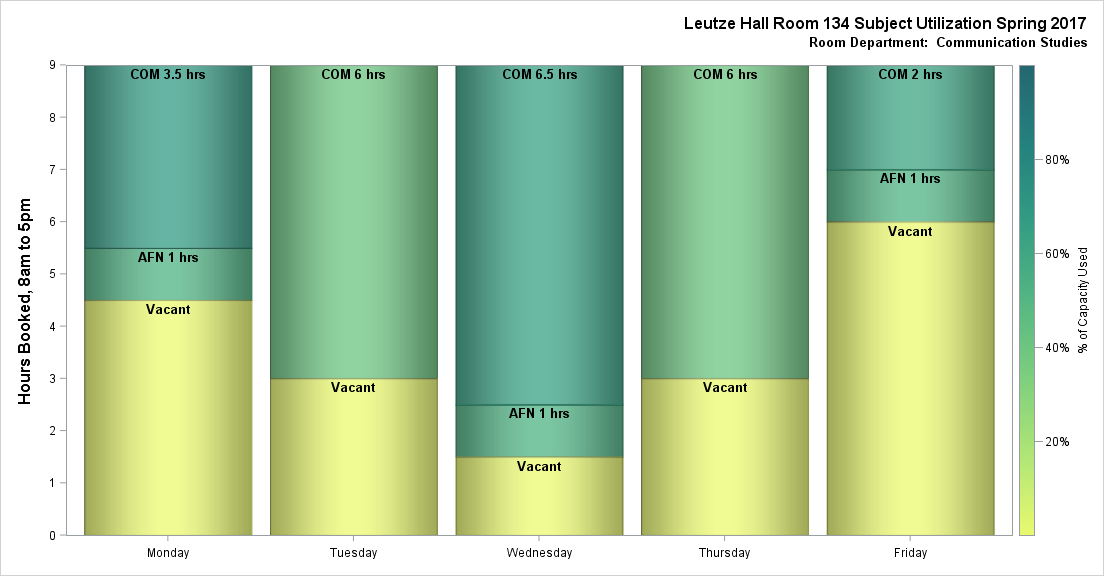 Leutze Hall Room 134 Subject Utilization Spring 2017
Room Department:  Communication Studies
Hours Booked, 8am to 5pm
9
8
7
6
5
4
3
2
1
0
COM 3.5 hrs
AFN 1 hrs
Vacant
COM 6 hrs
Vacant
COM 6.5 hrs
AFN 1 hrs
Vacant
COM 6 hrs
Vacant
COM 2 hrs
AFN 1 hrs
Vacant
Monday
Tuesday
Wednesday
Thursday
Friday
80%
60%
40%
20%
% of Capacity Used